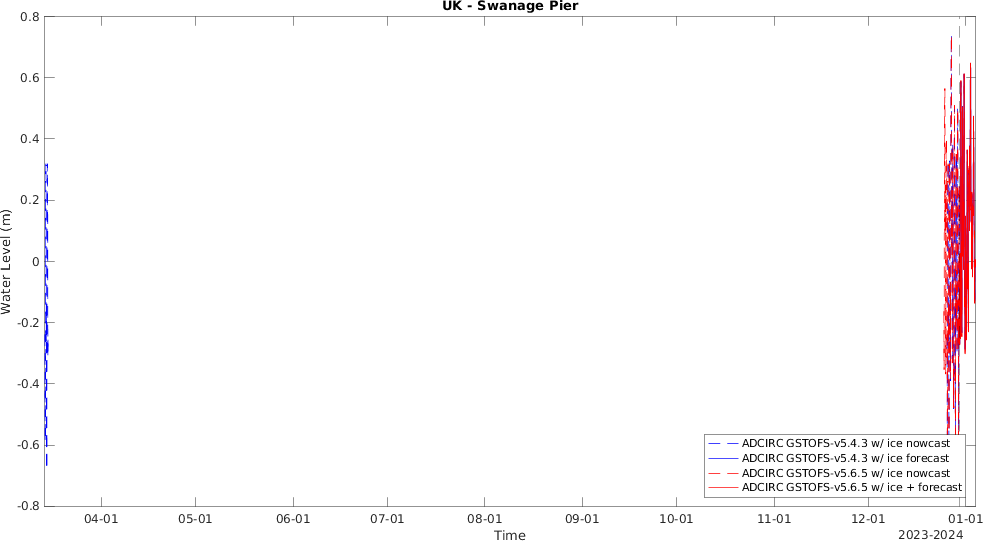 UK - Swanage Pier
0.8
0.6
0.4
0.2
0
-0.2
-0.4
-0.6
-0.8
Water Level (m)
ADCIRC GSTOFS-v5.4.3 w/ ice nowcast
ADCIRC GSTOFS-v5.4.3 w/ ice forecast
ADCIRC GSTOFS-v5.6.5 w/ ice nowcast
ADCIRC GSTOFS-v5.6.5 w/ ice + forecast
04-01 05-01 06-01 07-01 08-01 09-01 10-01 11-01 12-01 01-01
Time
2023-2024